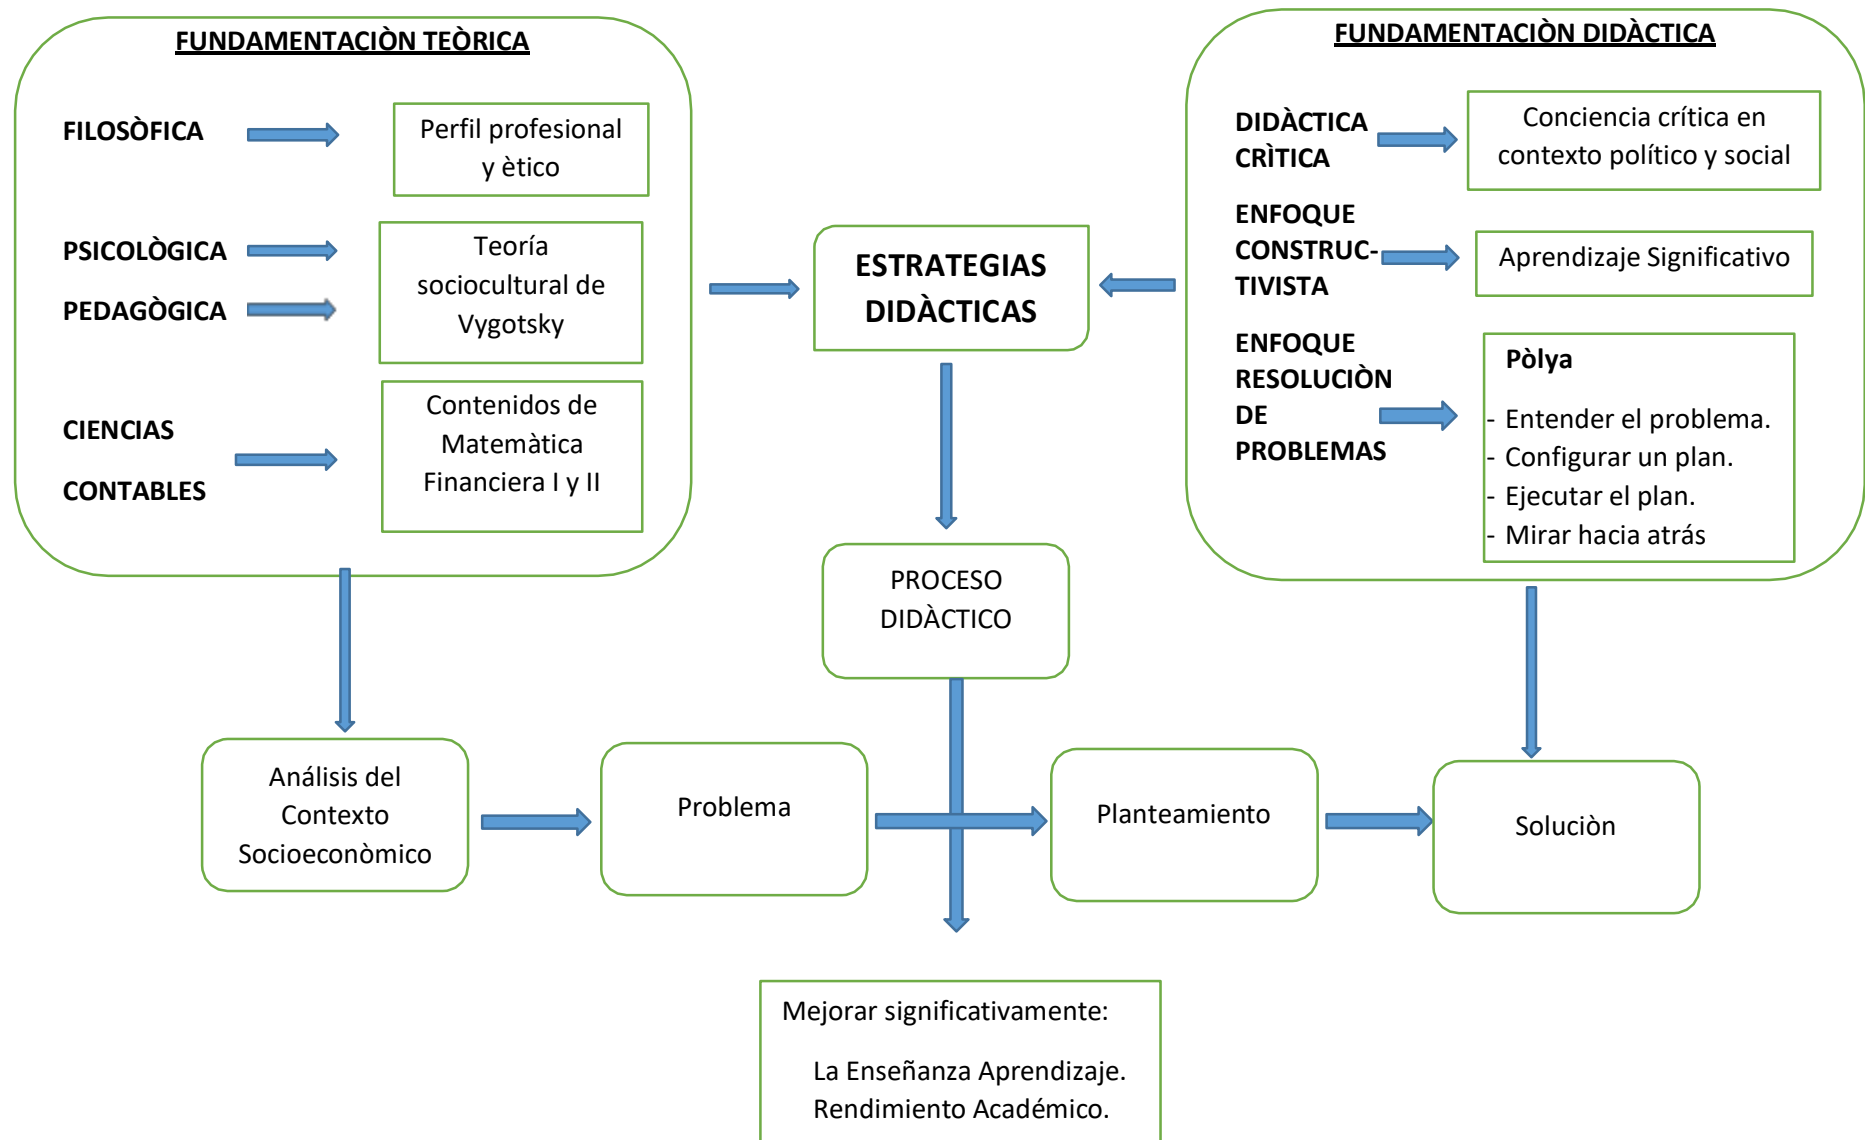 FUNDAMENTACIÒN TEÒRICA
FILOSÒFICA
Perfil profesional
y ètico
PSICOLÒGICA
PEDAGÒGICA
Teoría
sociocultural de
Vygotsky
CIENCIAS
CONTABLES
Contenidos de
Matemàtica
Financiera I y II
ESTRATEGIAS
DIDÀCTICAS
FUNDAMENTACIÒN DIDÀCTICA
DIDÀCTICA
CRÌTICA
Conciencia crítica en
contexto político y social
ENFOQUE
CONSTRUC-
TIVISTA
Aprendizaje Significativo
ENFOQUE
RESOLUCIÒN
DE
PROBLEMAS
Pòlya
- Entender el problema.
- Configurar un plan.
- Ejecutar el plan.
- Mirar hacia atrás
PROCESO
DIDÀCTICO
Análisis del
Contexto
Socioeconòmico
Problema
Planteamiento
Soluciòn
Mejorar significativamente:
La Enseñanza Aprendizaje.
Rendimiento Académico.